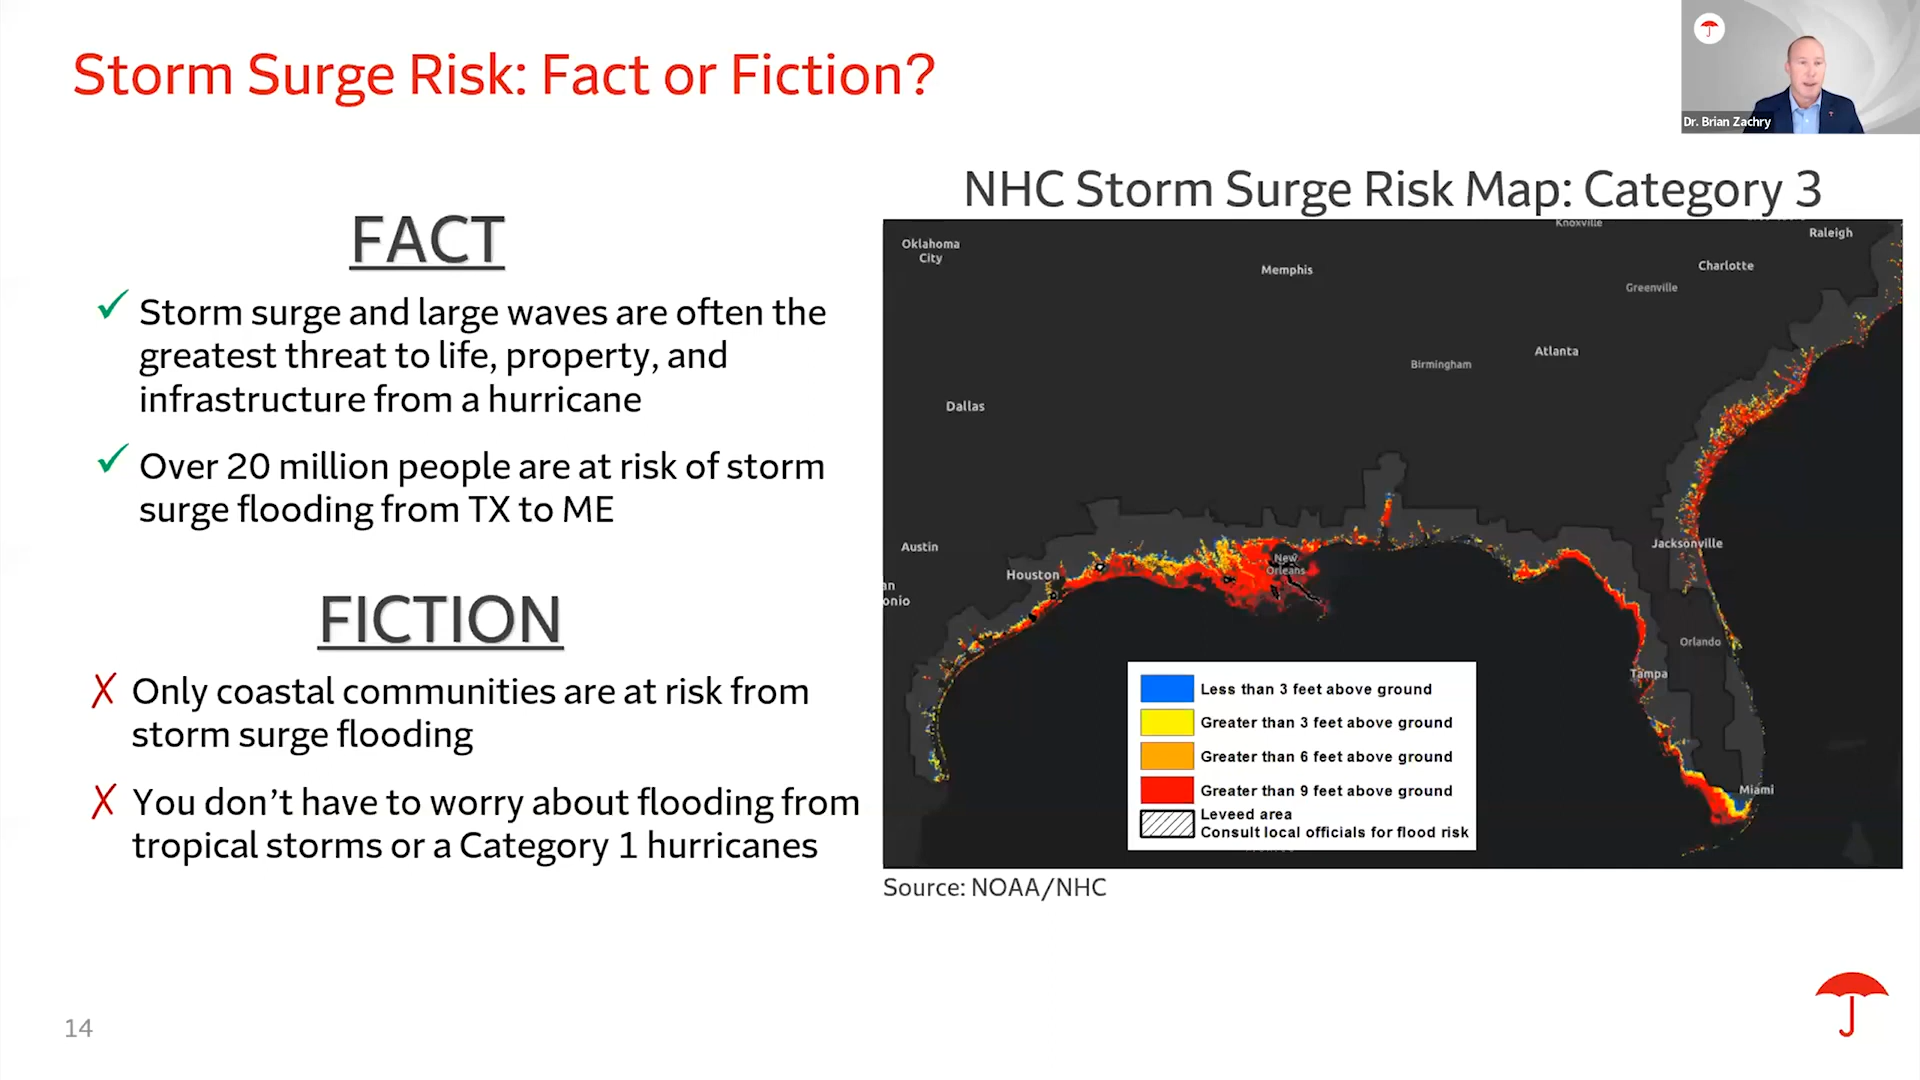 Storm Surge Risk: Fact or Fiction?
Dr. Brian Zachry
FACT
✓ Storm surge and large waves are often the
greatest threat to life, property, and
infrastructure from a hurricane
✓ Over 20 million people are at risk of storm
surge flooding from TX to ME
FICTION
✗ Only coastal communities are at risk from
storm surge flooding
✗ You don’t have to worry about flooding from
tropical storms or a Category 1 hurricanes
NHC Storm Surge Risk Map: Category 3
Knoxville
Raleigh
Oklahoma
City
Memphis
Charlotte
Greenville
Atlanta
Birmingham
Dallas
Austin
Houston
an
onio
New
Orleans
Jacksonville
Orlando
Tampa
Miami
Less than 3 feet above ground
Greater than 3 feet above ground
Greater than 6 feet above ground
Greater than 9 feet above ground
Leveed area
Consult local officials for flood risk
Source: NOAA/NHC
14